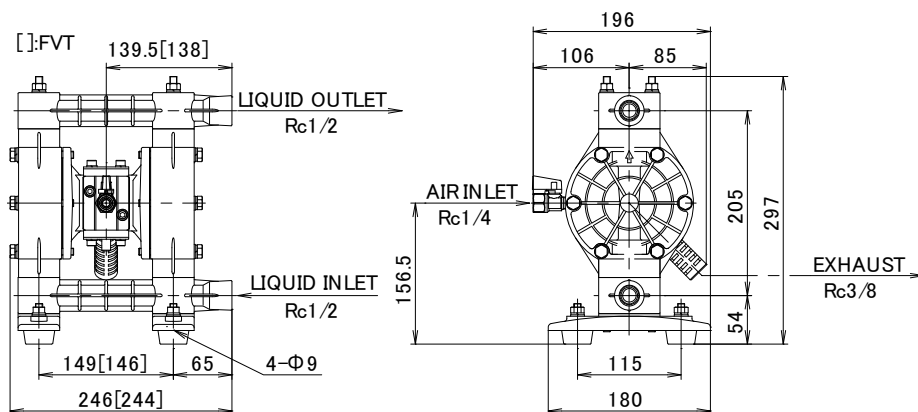 [ ]:FVT
139.5[138]
LIQUID OUTLET
Rc1/2
LIQUID INLET
Rc1/2
149[146]
65
4-Φ9
246[244]
196
106
85
AIR INLET
Rc1/4
156.5
205
297
54
EXHAUST
Rc3/8
115
180